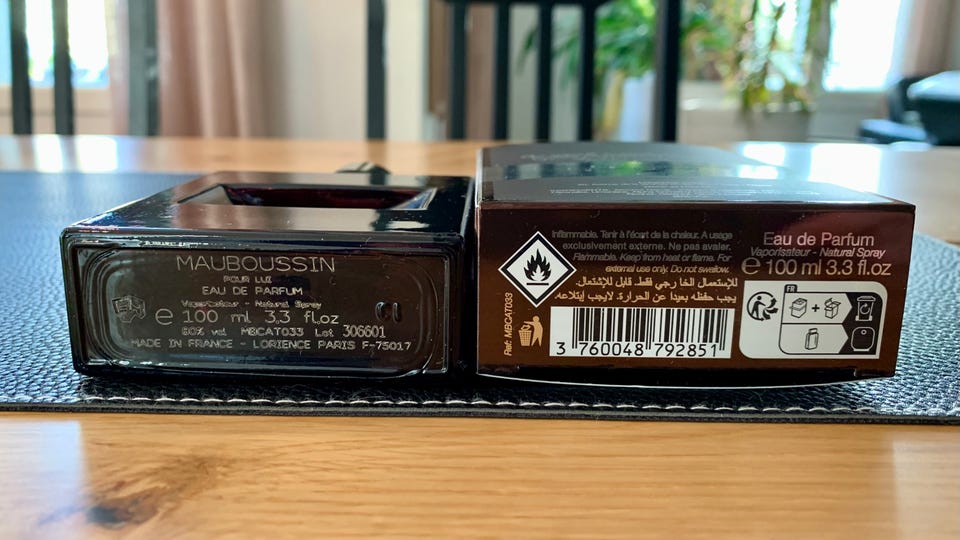 MAUBOUSSIN
POUR LUI
EAU DE PARFUM
Vaporisateur - Natural Spray
e 100 ml 3.3 fl.oz
80% vol MBCAT033 Lot 306601
MADE IN FRANCE - LORIENCE PARIS F-75017
Inflammable. Tenir à l'écart de la chaleur. A usage
exclusivement externe. Ne pas avaler.
Flammable. Keep from heat or flame. For
external use only. Do not swallow.
للإستعمال الخارجي فقط. قابل للإشتعال.
يجب حفظه بعيدا عن الحرارة. لايجب إبتلاعه.
Ref: MBCAT033
3 760048 792851
Eau de Parfum
Vaporisateur - Natural Spray
e 100 ml 3.3 fl.oz
FR